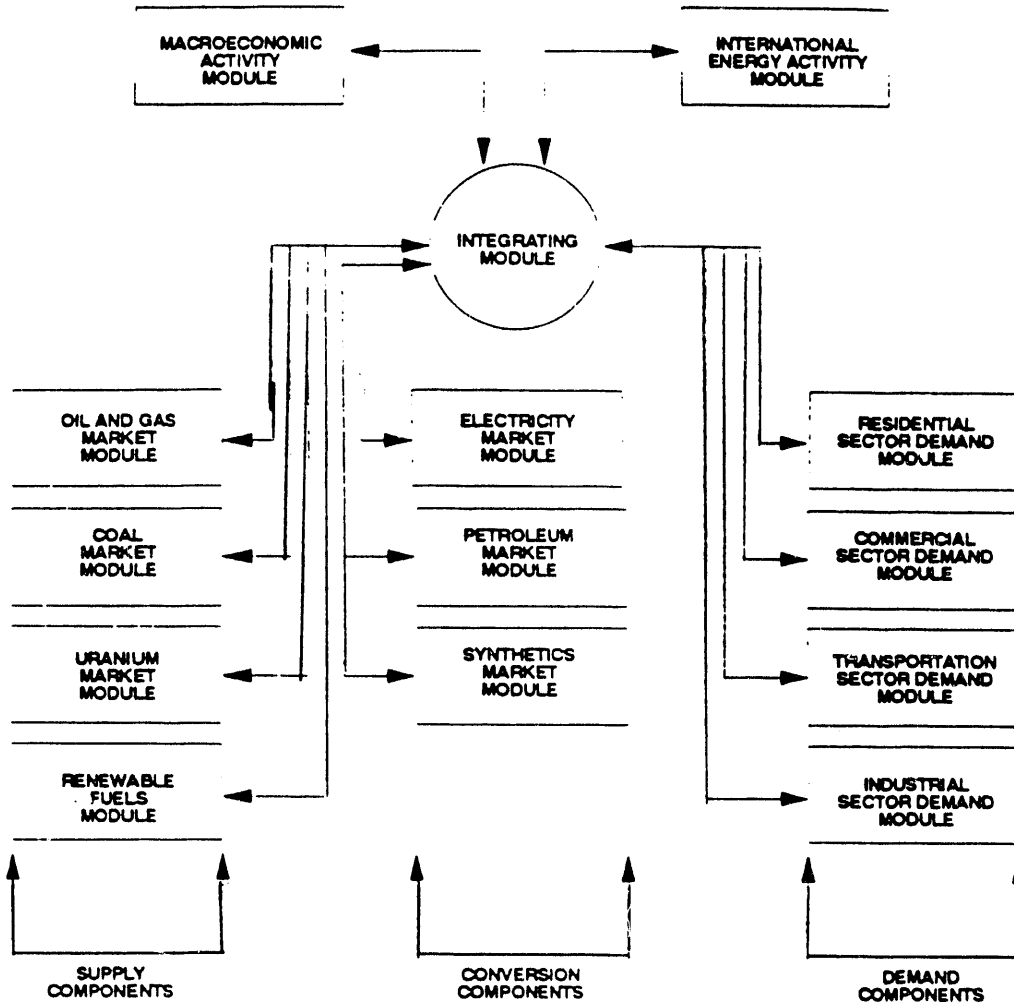 MACROECONOMIC
ACTIVITY
MODULE
INTERNATIONAL
ENERGY ACTIVITY
MODULE
INTEGRATING
MODULE
OIL AND GAS
MARKET
MODULE
ELECTRICITY
MARKET
MODULE
RESIDENTIAL
SECTOR DEMAND
MODULE
COAL
MARKET
MODULE
PETROLEUM
MARKET
MODULE
COMMERCIAL
SECTOR DEMAND
MODULE
URANIUM
MARKET
MODULE
SYNTHETICS
MARKET
MODULE
TRANSPORTATION
SECTOR DEMAND
MODULE
RENEWABLE
FUELS
MODULE
INDUSTRIAL
SECTOR DEMAND
MODULE
SUPPLY
COMPONENTS
CONVERSION
COMPONENTS
DEMAND
COMPONENTS